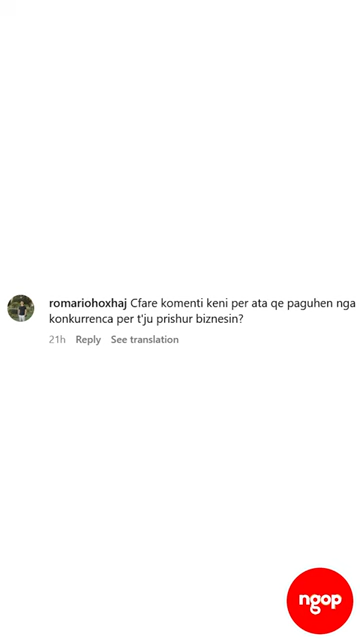 romariohoxhaj Cfare komenti keni per ata qe paguhen nga
konkurrenca per t'ju prishur biznesin?
21h Reply See translation
ngop